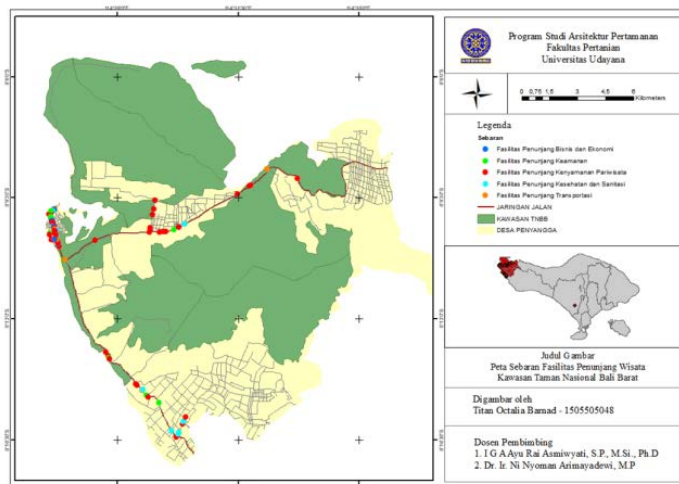 Program Studi Arsitektur Pertamanan
Fakultas Pertanian
Universitas Udayana
0 0,75 1,5 3 4,5 6
Kilometers
Legenda
Sebaran
Fasilitas Penunjang Bisnis dan Ekonomi
Fasilitas Penunjang Keamanan
Fasilitas Penunjang Kenyamanan Pariwisata
Fasilitas Penunjang Kesehatan dan Sanitasi
Fasilitas Penunjang Transportasi
JARINGAN JALAN
KAWASAN TNBB
DESA PENYANGGA
Judul Gambar
Peta Sebaran Fasilitas Penunjang Wisata
Kawasan Taman Nasional Bali Barat
Digambar oleh
Titan Octalia Barnad - 1505505048
Dosen Pembimbing
1. I G A Ayu Rai Asmiwyati, S.P., M.Si., Ph.D
2. Dr. Ir. Ni Nyoman Arimayadewi, M.P